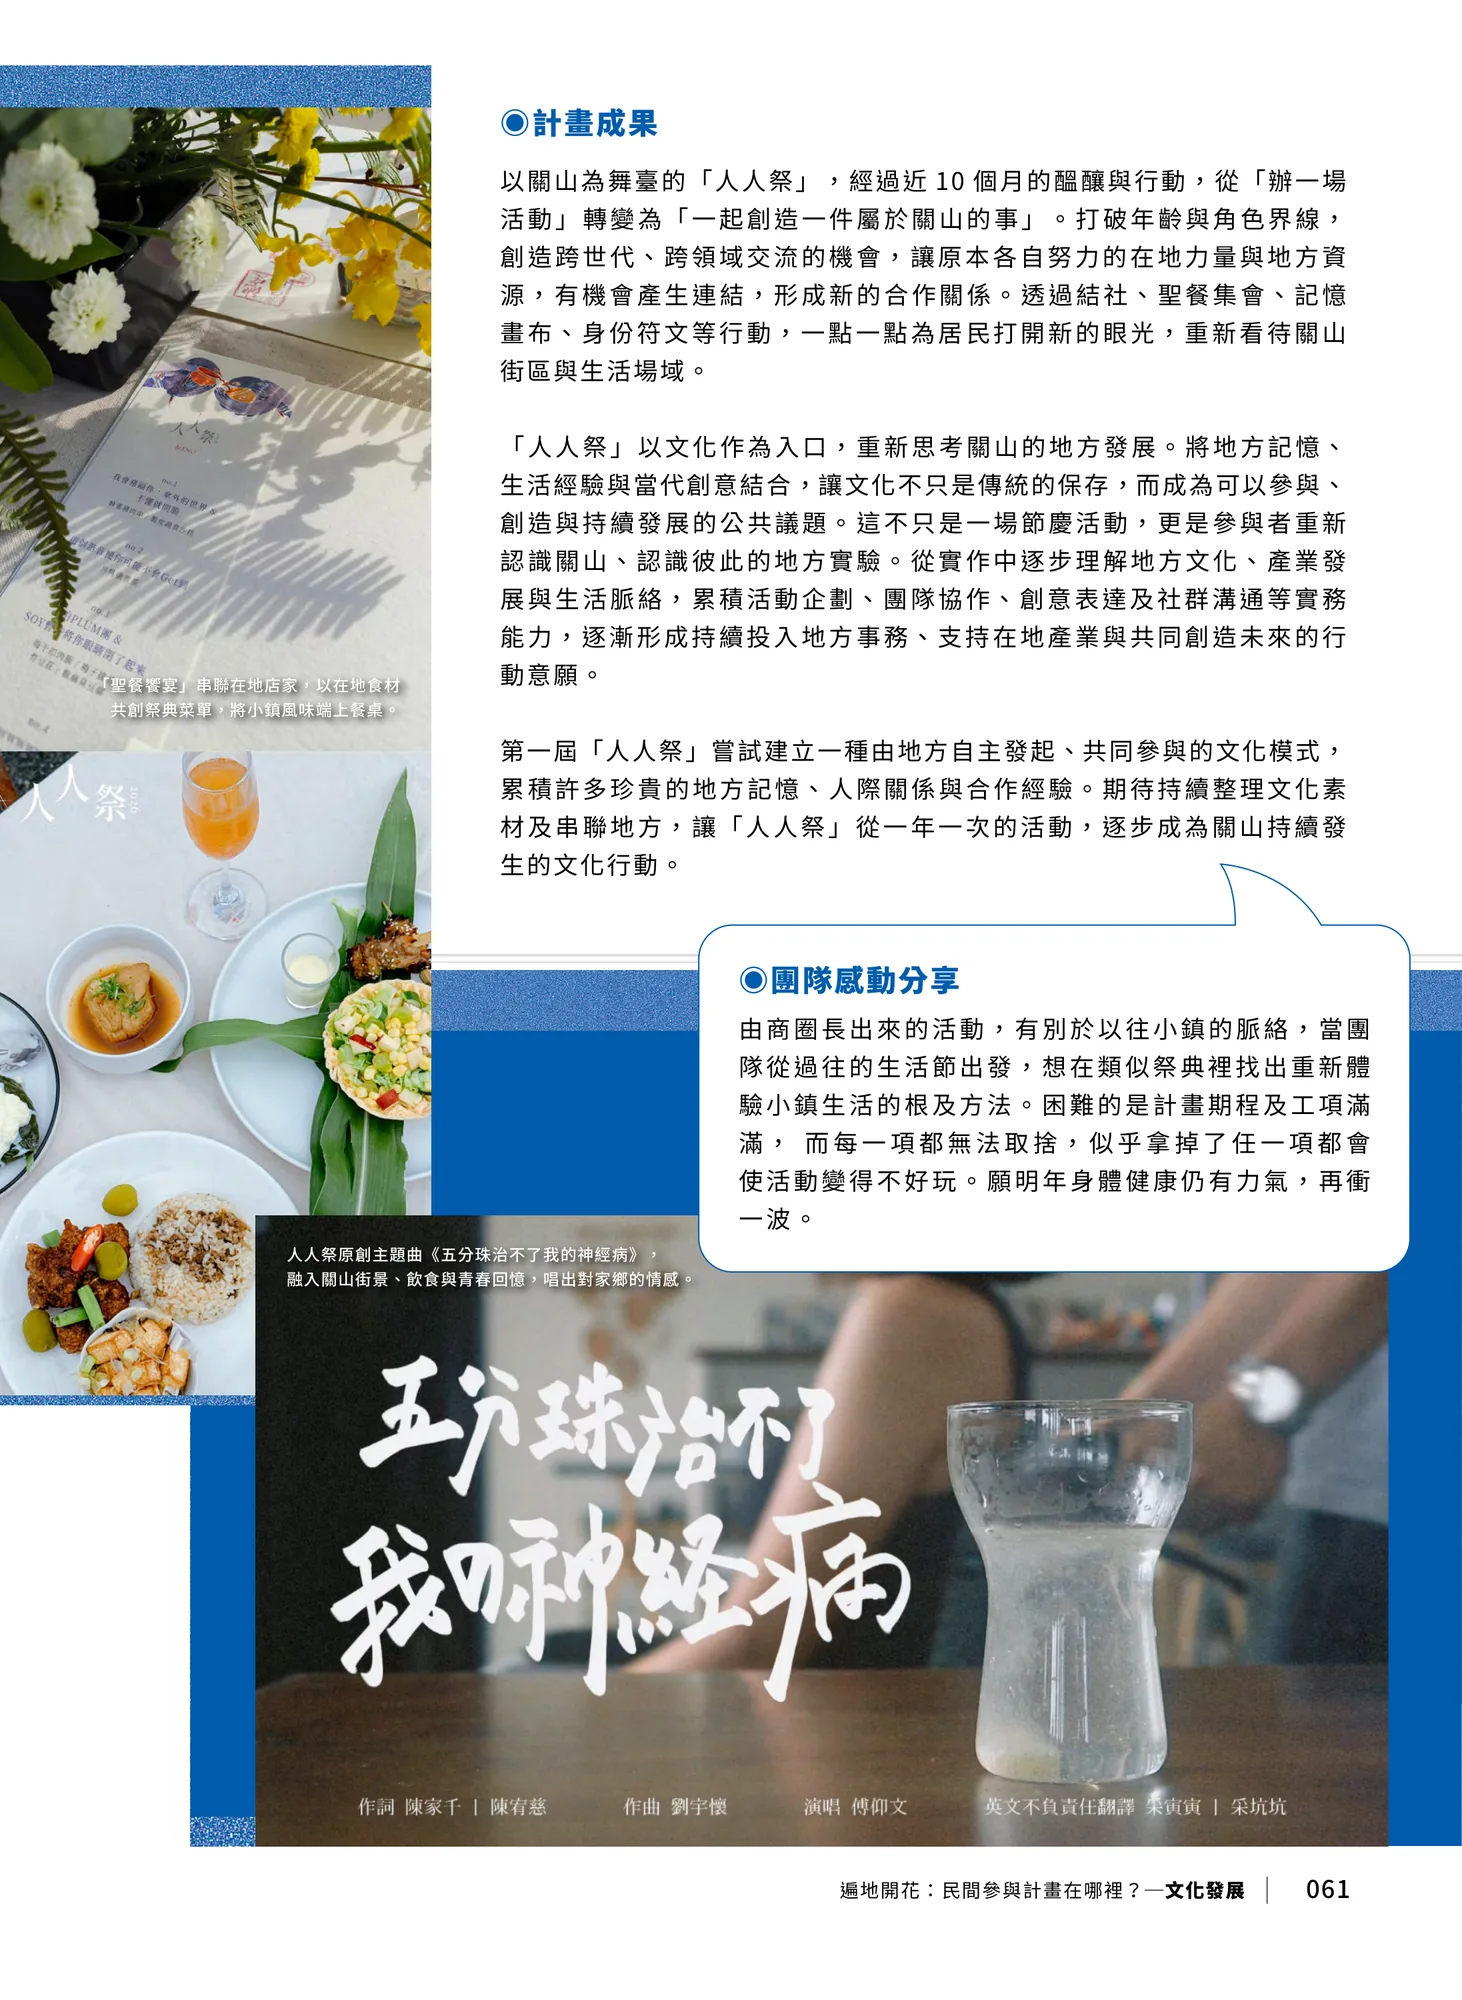 ◉計畫成果
以關山為舞臺的「人人祭」，經過近 10 個月的醞釀與行動，從「辦一場
活動」轉變為「一起創造一件屬於關山的事」。打破年齡與角色界線，
創造跨世代、跨領域交流的機會，讓原本各自努力的在地力量與地方資
源，有機會產生連結，形成新的合作關係。透過結社、聖餐集會、記憶
畫布、身份符文等行動，一點一點為居民打開新的眼光，重新看待關山
街區與生活場域。
「人人祭」以文化作為入口，重新思考關山的地方發展。將地方記憶、
生活經驗與當代創意結合，讓文化不只是傳統的保存，而成為可以參與、
創造與持續發展的公共議題。這不只是一場節慶活動，更是參與者重新
認識關山、認識彼此的地方實驗。從實作中逐步理解地方文化、產業發
展與生活脈絡，累積活動企劃、團隊協作、創意表達及社群溝通等實務
能力，逐漸形成持續投入地方事務、支持在地產業與共同創造未來的行
動意願。
第一屆「人人祭」嘗試建立一種由地方自主發起、共同參與的文化模式，
累積許多珍貴的地方記憶、人際關係與合作經驗。期待持續整理文化素
材及串聯地方，讓「人人祭」從一年一次的活動，逐步成為關山持續發
生的文化行動。
人人祭
MENU
no.1
no.2
no.3
no.4
「聖餐饗宴」串聯在地店家，以在地食材
共創祭典菜單，將小鎮風味端上餐桌。
人人祭 2026
◉團隊感動分享
由商圈長出來的活動，有別於以往小鎮的脈絡，當團
隊從過往的生活節出發，想在類似祭典裡找出重新體
驗小鎮生活的根及方法。困難的是計畫期程及工項滿
滿， 而每一項都無法取捨，似乎拿掉了任一項都會
使活動變得不好玩。願明年身體健康仍有力氣，再衝
一波。
人人祭原創主題曲《五分珠治不了我的神經病》，
融入關山街景、飲食與青春回憶，唱出對家鄉的情感。
五分珠治不了
我的神經病
作詞 陳家千 | 陳宥慈　作曲 劉宇懷　演唱 傅仰文　英文不負責任翻譯 采寅寅 | 采坑坑
遍地開花：民間參與計畫在哪裡？—文化發展 | 061